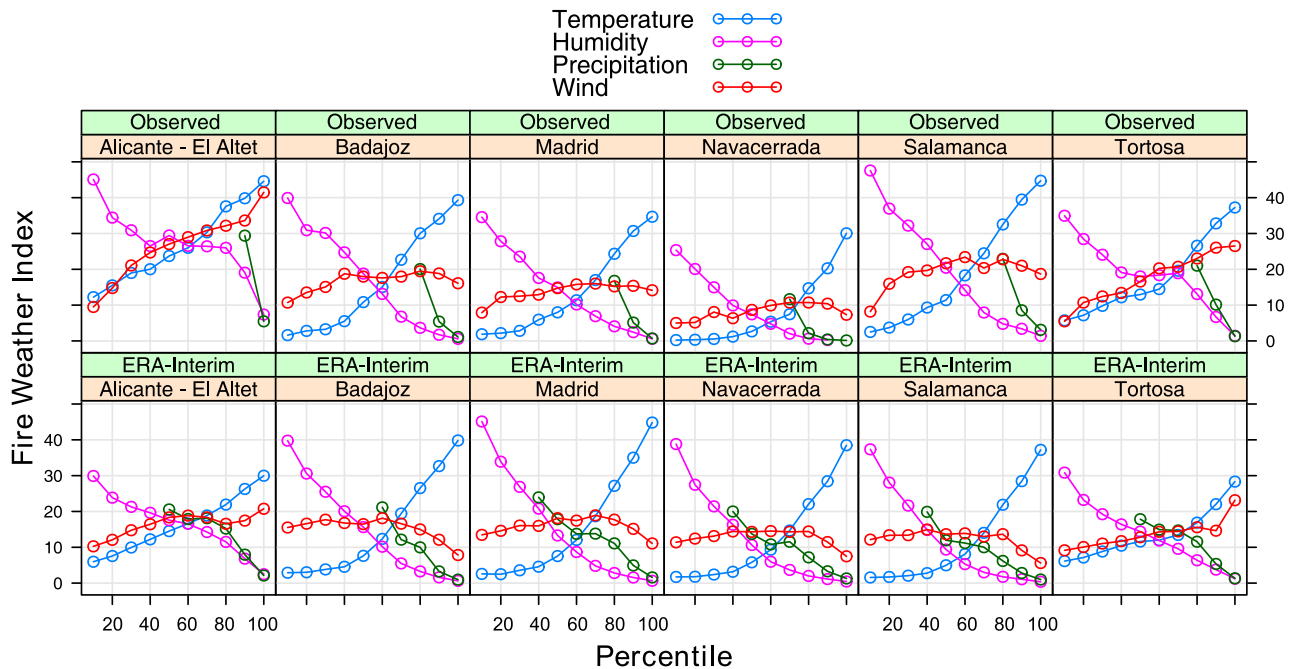 Temperature
Humidity
Precipitation
Wind
Observed Observed Observed Observed Observed Observed
Alicante - El Altet Badajoz Madrid Navacerrada Salamanca Tortosa
40
30
20
10
0
ERA-Interim ERA-Interim ERA-Interim ERA-Interim ERA-Interim ERA-Interim
Alicante - El Altet Badajoz Madrid Navacerrada Salamanca Tortosa
Fire Weather Index
40
30
20
10
0
20 40 60 80 100 20 40 60 80 100 20 40 60 80 100
Percentile